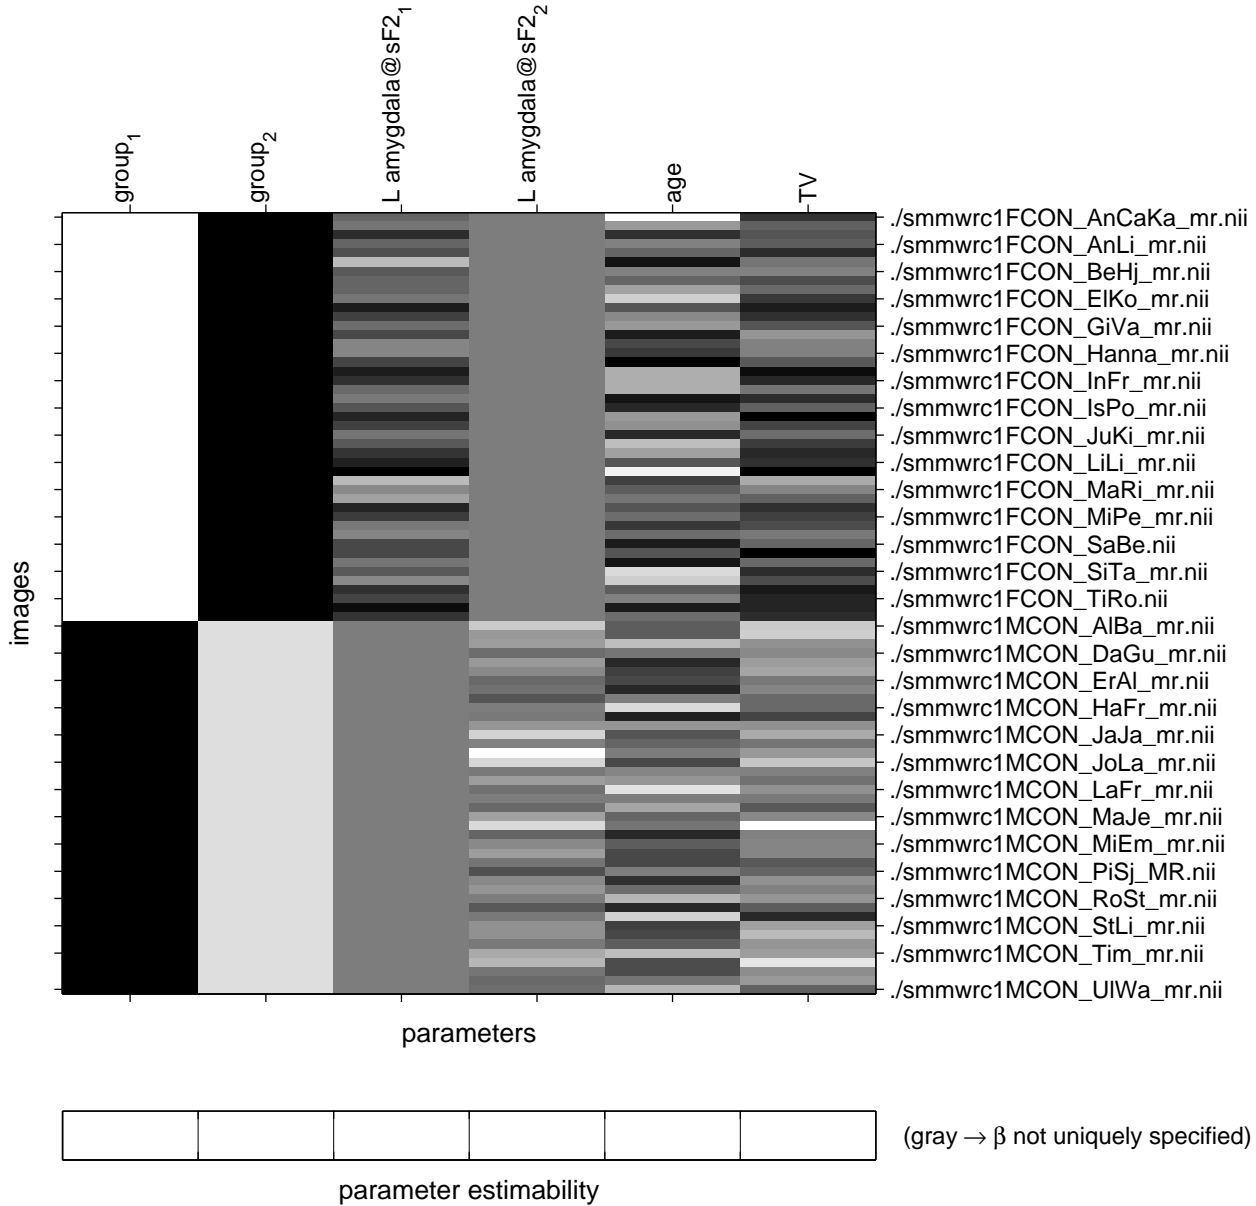 group1
group2
L amygdala@sF2_1
L amygdala@sF2_2
age
TV
images
./smmwrc1FCON_AnCaKa_mr.nii
./smmwrc1FCON_AnLi_mr.nii
./smmwrc1FCON_BeHj_mr.nii
./smmwrc1FCON_ElKo_mr.nii
./smmwrc1FCON_GiVa_mr.nii
./smmwrc1FCON_Hanna_mr.nii
./smmwrc1FCON_InFr_mr.nii
./smmwrc1FCON_IsPo_mr.nii
./smmwrc1FCON_JuKi_mr.nii
./smmwrc1FCON_LiLi_mr.nii
./smmwrc1FCON_MaRi_mr.nii
./smmwrc1FCON_MiPe_mr.nii
./smmwrc1FCON_SaBe.nii
./smmwrc1FCON_SiTa_mr.nii
./smmwrc1FCON_TiRo.nii
./smmwrc1MCON_AlBa_mr.nii
./smmwrc1MCON_DaGu_mr.nii
./smmwrc1MCON_ErAl_mr.nii
./smmwrc1MCON_HaFr_mr.nii
./smmwrc1MCON_JaJa_mr.nii
./smmwrc1MCON_JoLa_mr.nii
./smmwrc1MCON_LaFr_mr.nii
./smmwrc1MCON_MaJe_mr.nii
./smmwrc1MCON_MiEm_mr.nii
./smmwrc1MCON_PiSj_MR.nii
./smmwrc1MCON_RoSt_mr.nii
./smmwrc1MCON_StLi_mr.nii
./smmwrc1MCON_Tim_mr.nii
./smmwrc1MCON_UlWa_mr.nii
parameters
(gray → β not uniquely specified)
parameter estimability